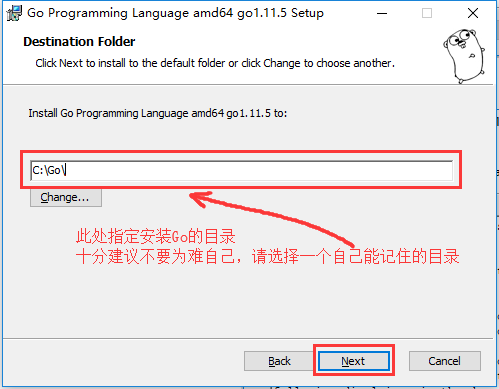 Go Programming Language amd64 go1.11.5 Setup
Destination Folder
Click Next to install to the default folder or click Change to choose another.
Install Go Programming Language amd64 go1.11.5 to:
C:\Go\
Change...
此处指定安装Go的目录
十分建议不要为难自己，请选择一个自己能记住的目录
Back
Next
Cancel